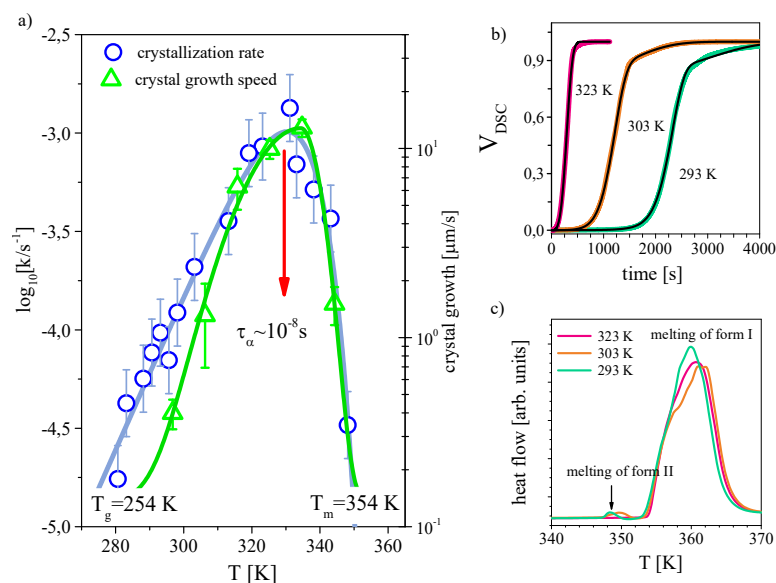 a)
crystallization rate
crystal growth speed
log₁₀[k/s⁻¹]
-2,5
-3,0
-3,5
-4,0
-4,5
-5,0
τα~10⁻⁸s
Tg=254 K
Tm=354 K
280 300 320 340 360
T [K]
10¹
10⁰
10⁻¹
crystal growth [µm/s]
b)
V_DSC
0,9
0,6
0,3
0,0
323 K
303 K
293 K
0 1000 2000 3000 4000
time [s]
c)
heat flow [arb. units]
323 K
303 K
293 K
melting of form I
melting of form II
340 350 360 370
T [K]